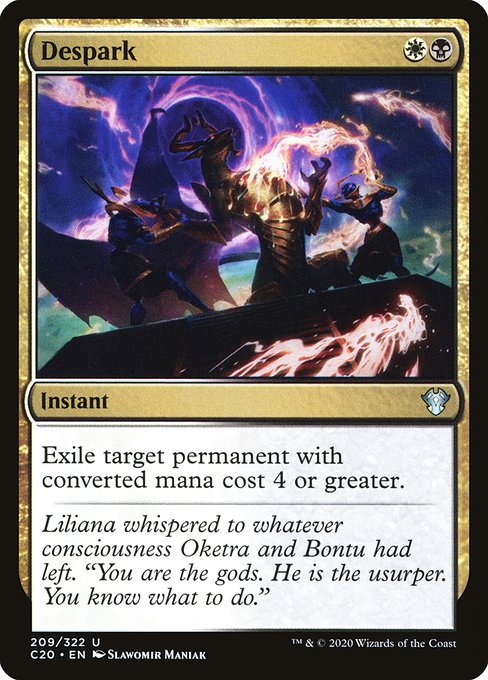 Despark
Instant
Exile target permanent with
converted mana cost 4 or greater.
Liliana whispered to whatever
consciousness Oketra and Bontu had
left. “You are the gods. He is the usurper.
You know what to do.”
209/322 U
™ & © 2020 Wizards of the Coast
C20 • EN Slawomir Maniak